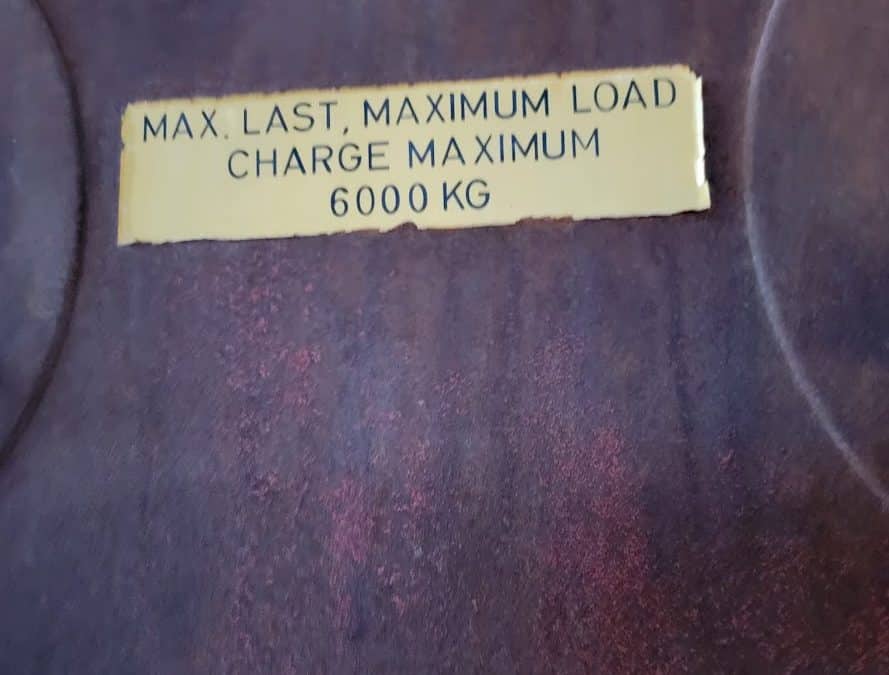 MAX. LAST, MAXIMUM LOAD
CHARGE MAXIMUM
6000 KG